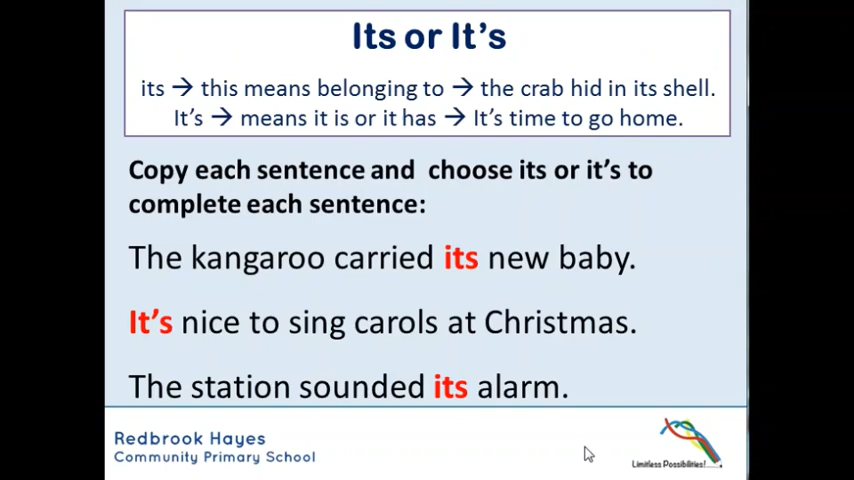 Its or It's
its → this means belonging to → the crab hid in its shell.
It's → means it is or it has → It's time to go home.
Copy each sentence and choose its or it's to
complete each sentence:
The kangaroo carried its new baby.
It's nice to sing carols at Christmas.
The station sounded its alarm.
Redbrook Hayes
Community Primary School
Limitless Possibilities!